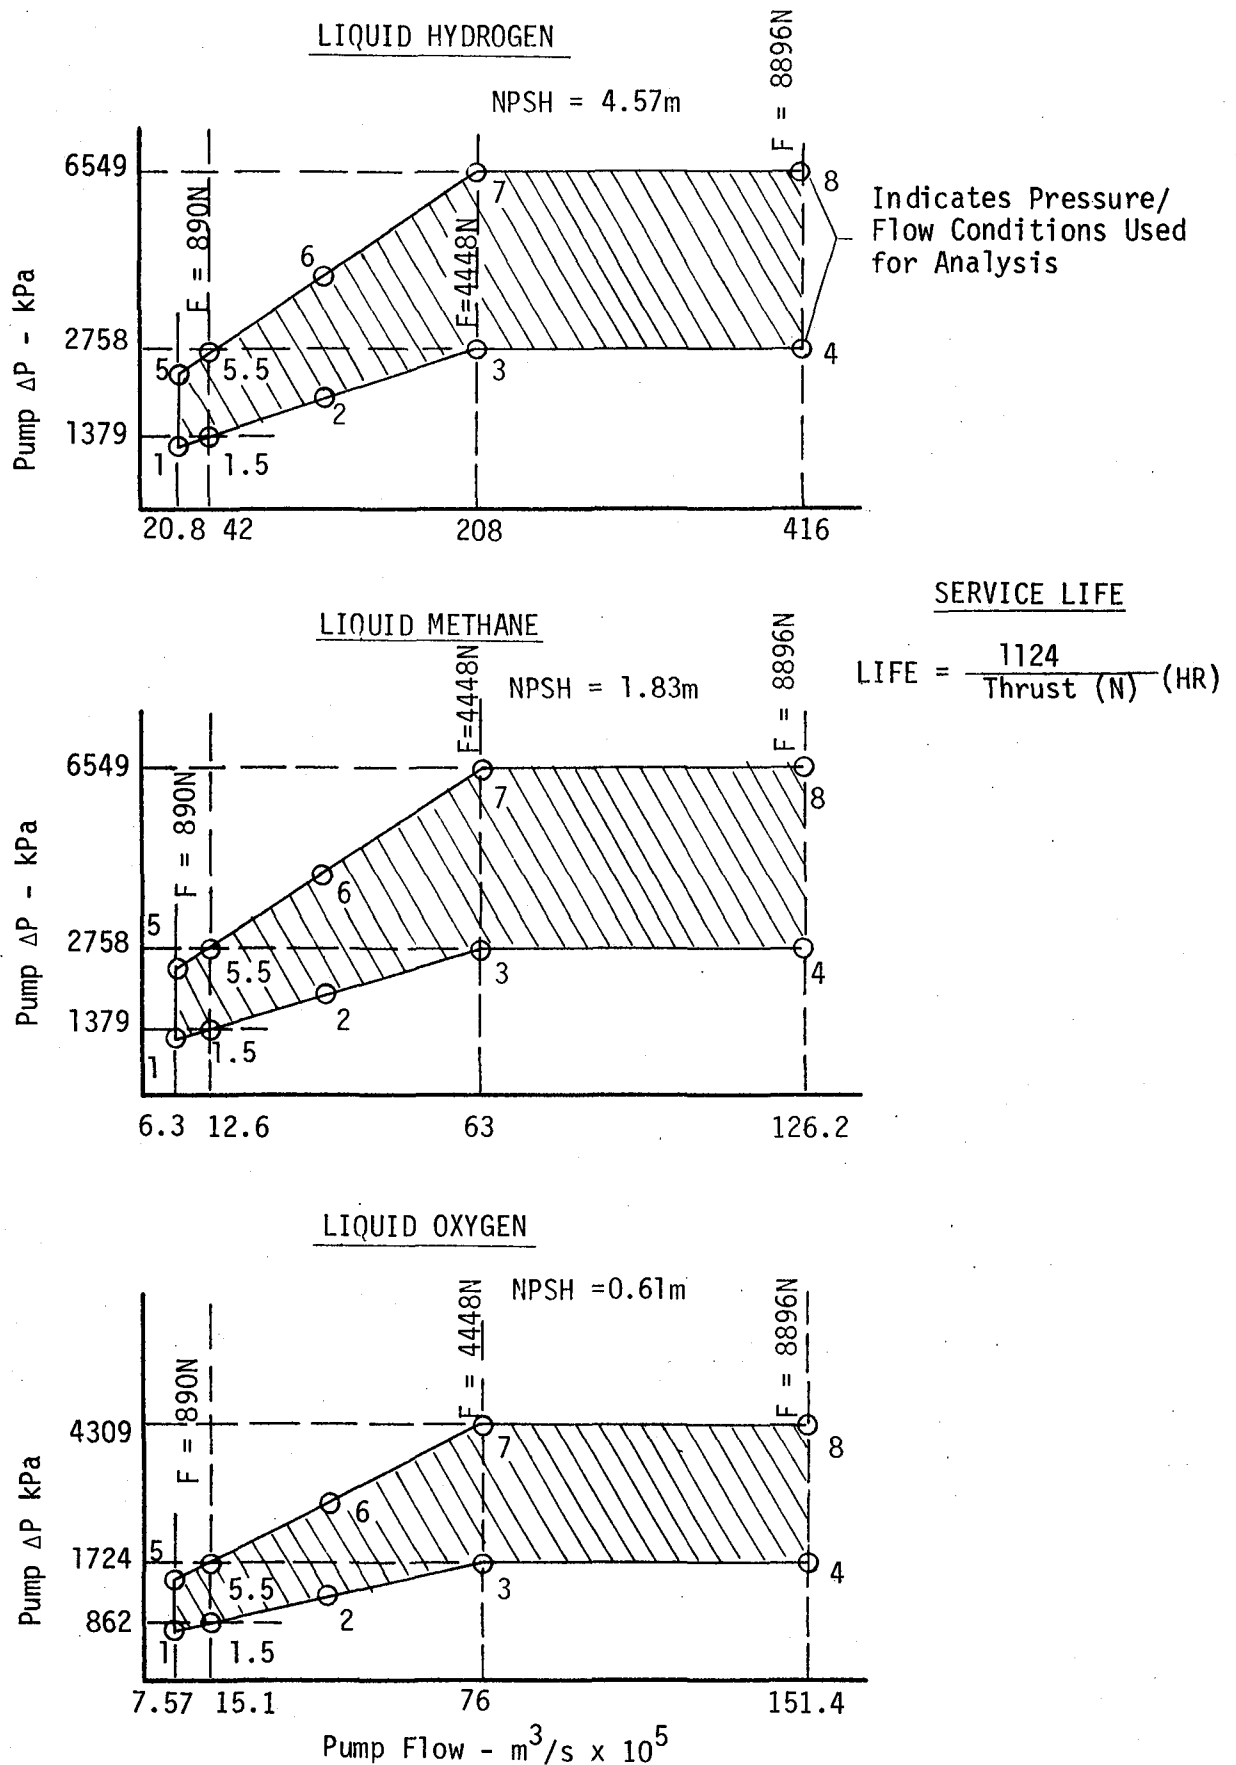 LIQUID HYDROGEN
NPSH = 4.57m
F = 8896N
F = 890N
F=4448N
6549
2758
1379
Pump ΔP - kPa
5
6
7
8
5.5
1
1.5
2
3
4
Indicates Pressure/
Flow Conditions Used
for Analysis
20.8 42 208 416
SERVICE LIFE
LIFE = 1124 / Thrust (N) (HR)
LIQUID METHANE
NPSH = 1.83m
F=4448N
F = 8896N
F = 890N
6549
2758
1379
Pump ΔP - kPa
7
8
6
5
5.5
3
4
2
1
1.5
6.3 12.6 63 126.2
LIQUID OXYGEN
NPSH =0.61m
F = 4448N
F = 8896N
F = 890N
4309
1724
862
Pump ΔP kPa
7
8
6
5
5.5
3
4
2
1
1.5
7.57 15.1 76 151.4
Pump Flow - m³/s x 10⁵